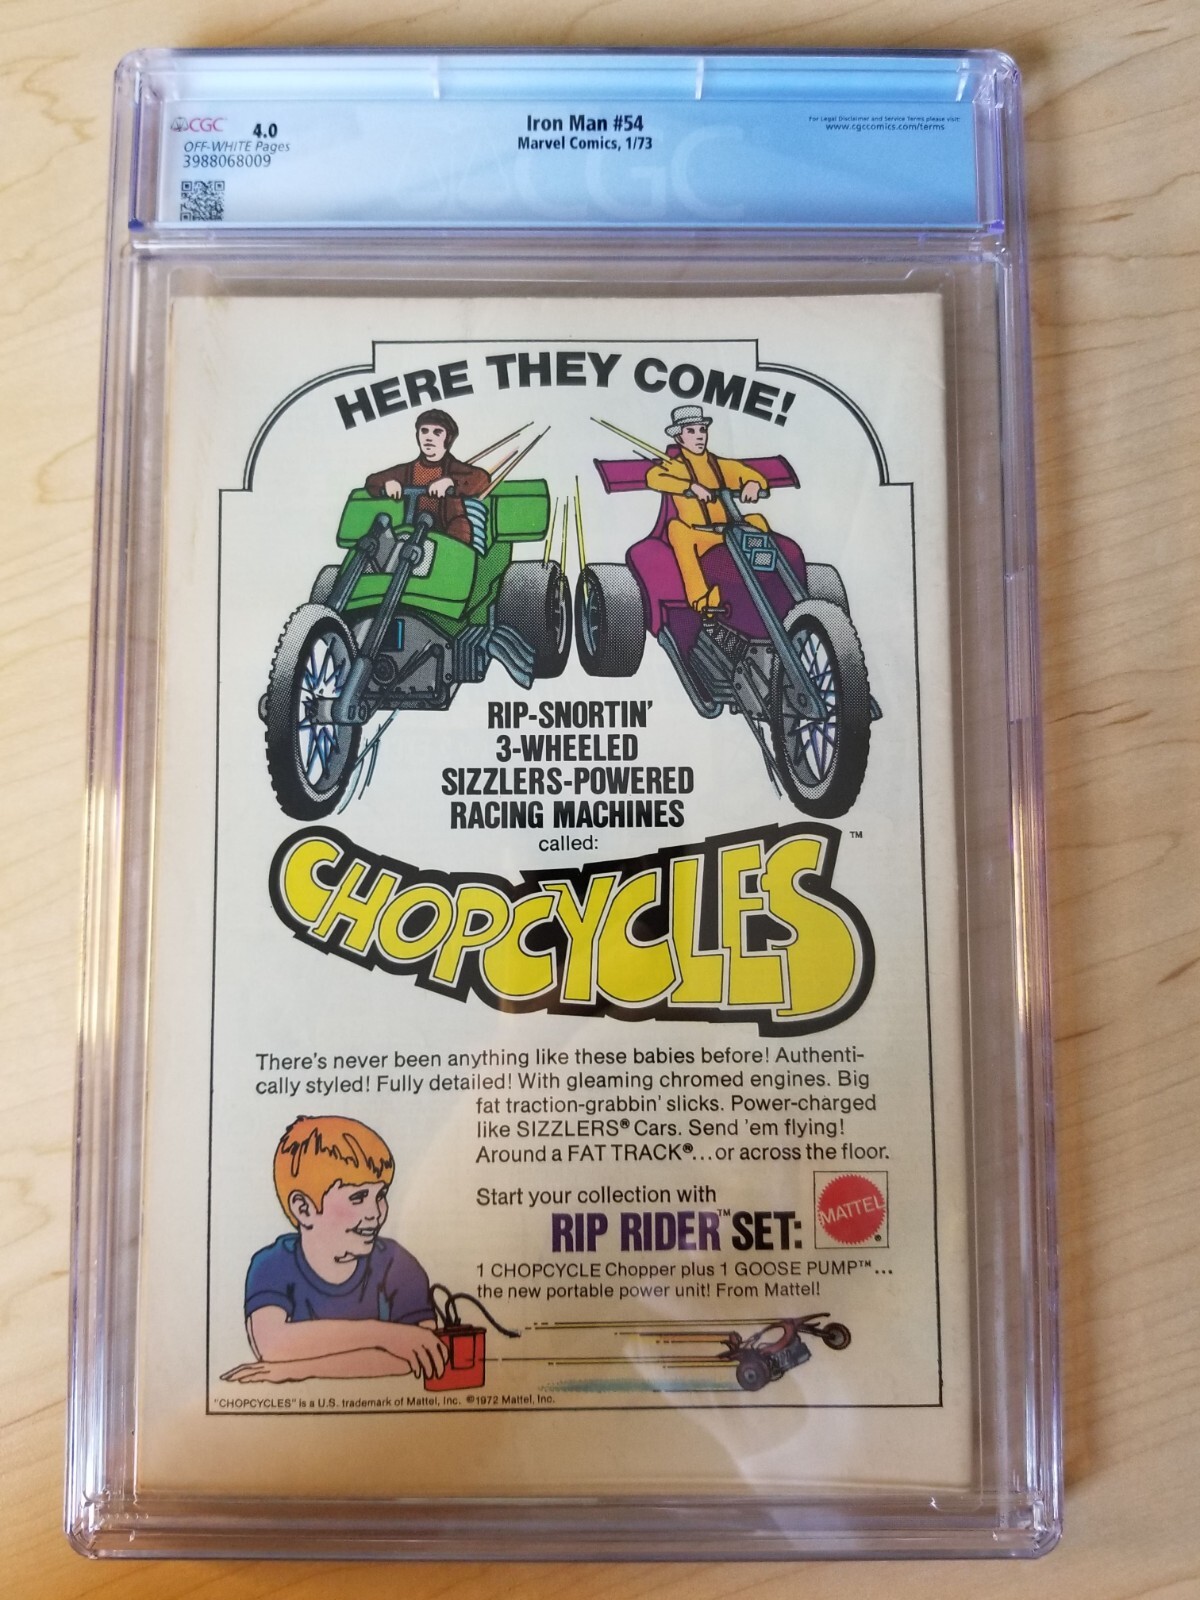 CGC 4.0
OFF-WHITE Pages
3988068009
Iron Man #54
Marvel Comics, 1/73
For Legal Disclaimer and Service Terms please visit:
www.cgccomics.com/terms
CGC
HERE THEY COME!
RIP-SNORTIN'
3-WHEELED
SIZZLERS-POWERED
RACING MACHINES
called:
CHOPCYCLES™
There's never been anything like these babies before! Authenti-
cally styled! Fully detailed! With gleaming chromed engines. Big
fat traction-grabbin' slicks. Power-charged
like SIZZLERS® Cars. Send 'em flying!
Around a FAT TRACK®...or across the floor.
Start your collection with
RIP RIDER™ SET:
MATTEL®
1 CHOPCYCLE Chopper plus 1 GOOSE PUMP™...
the new portable power unit! From Mattel!
"CHOPCYCLES" is a U.S. trademark of Mattel, Inc. ©1972 Mattel, Inc.